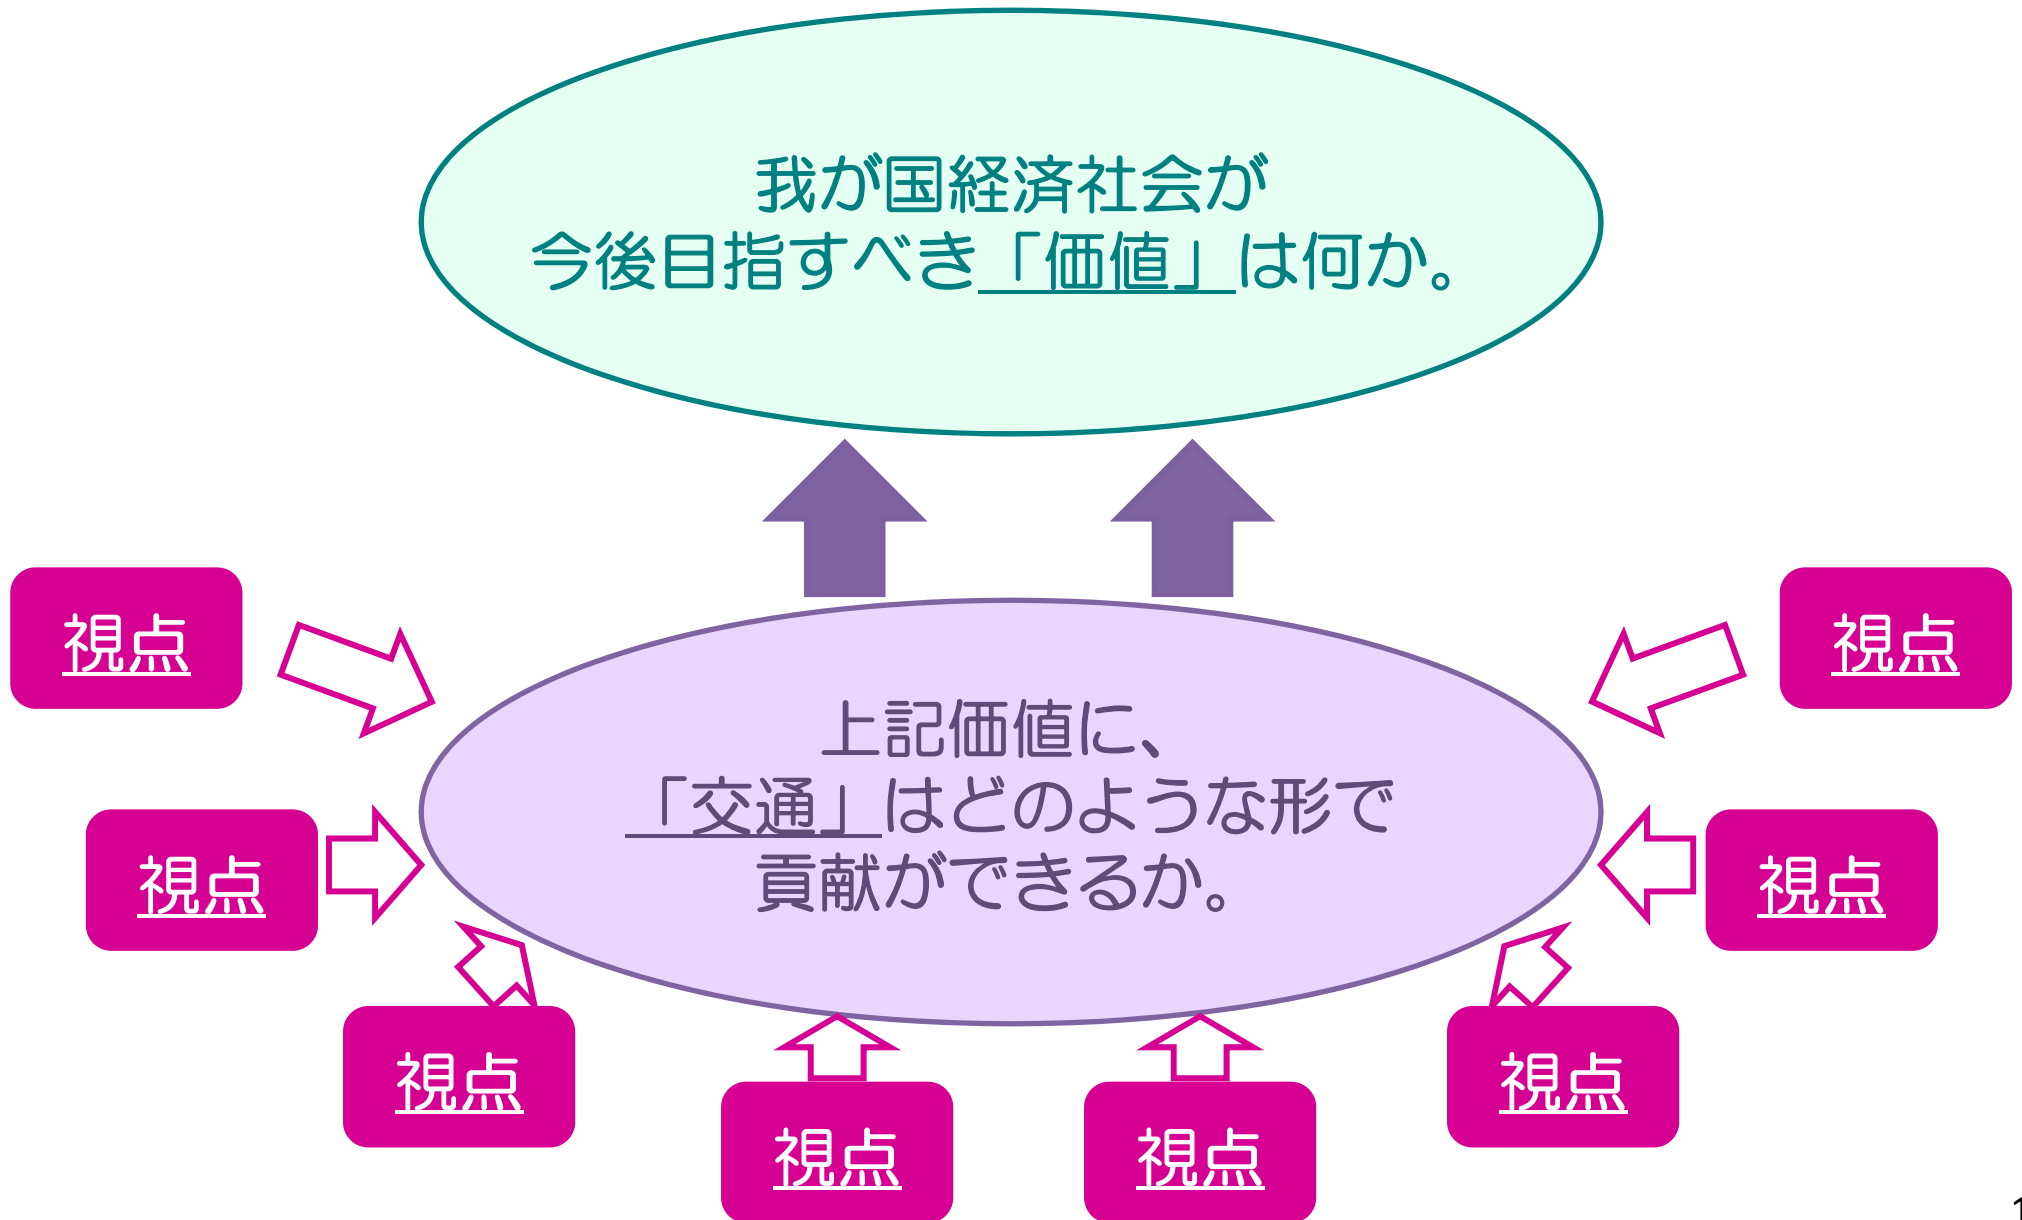 我が国経済社会が
今後目指すべき「価値」は何か。
視点
視点
上記価値に、
「交通」はどのような形で
貢献ができるか。
視点
視点
視点
視点
視点
視点
1